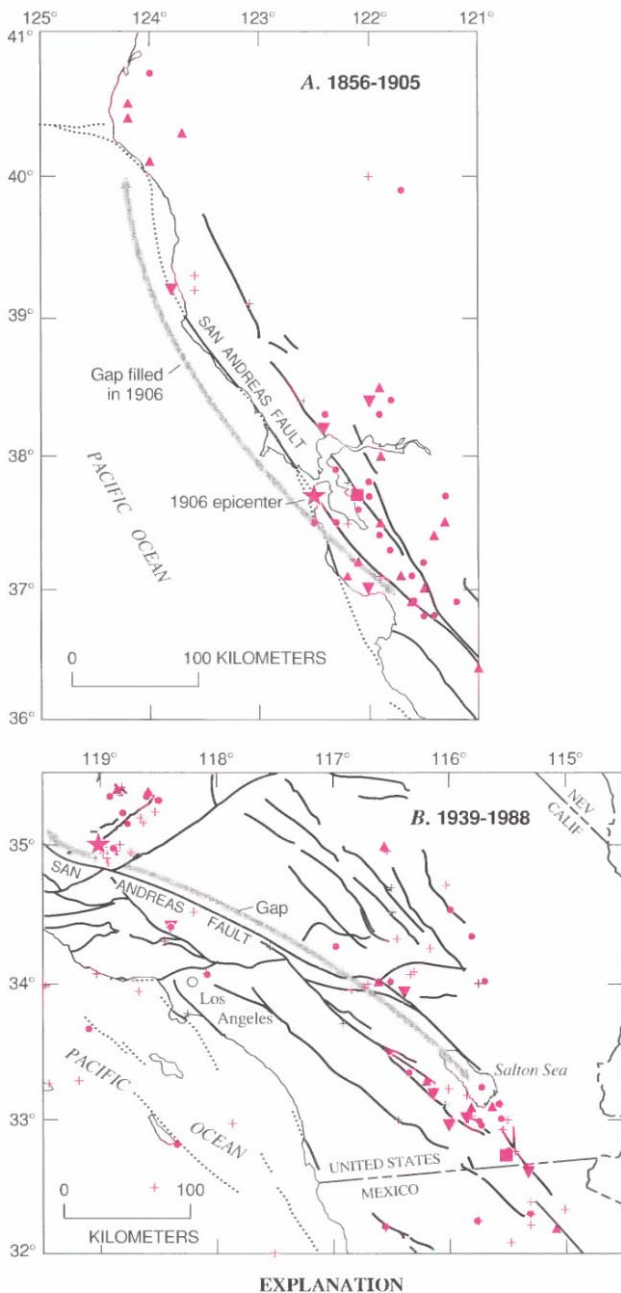 125° 124° 123° 122° 121°
41°
A. 1856-1905
40°
39°
SAN ANDREAS FAULT
Gap filled
in 1906
38°
PACIFIC OCEAN
1906 epicenter
37°
0 100 KILOMETERS
36°
119° 118° 117° 116° 115°
B. 1939-1988
NEV
CALIF
35°
SAN ANDREAS FAULT
Gap
34°
Los
Angeles
Salton Sea
PACIFIC OCEAN
33°
UNITED STATES
MEXICO
0 100
KILOMETERS
32°
EXPLANATION